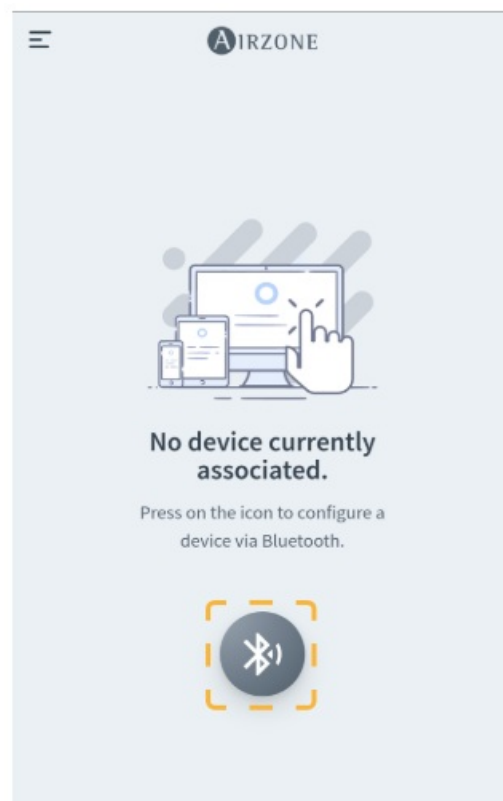 AIRZONE
No device currently
associated.
Press on the icon to configure a
device via Bluetooth.